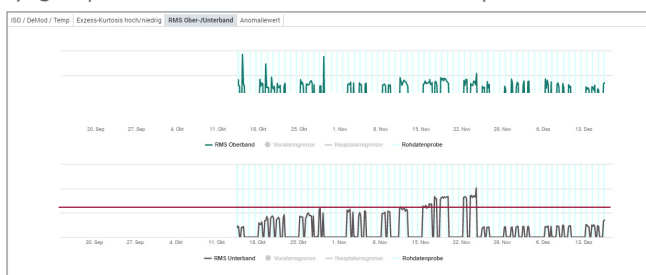 ISO / DeMod / Temp Exzess-Kurtosis hoch/niedrig RMS Ober-/Unterband Anomaliewert
20. Sep 27. Sep 4. Okt 11. Okt 18. Okt 25. Okt 1. Nov 8. Nov 15. Nov 22. Nov 29. Nov 6. Dez 13. Dez
RMS Oberband Voralarmgrenze Hauptalarmgrenze Rohdatenprobe
20. Sep 27. Sep 4. Okt 11. Okt 18. Okt 25. Okt 1. Nov 8. Nov 15. Nov 22. Nov 29. Nov 6. Dez 13. Dez
RMS Unterband Voralarmgrenze Hauptalarmgrenze Rohdatenprobe